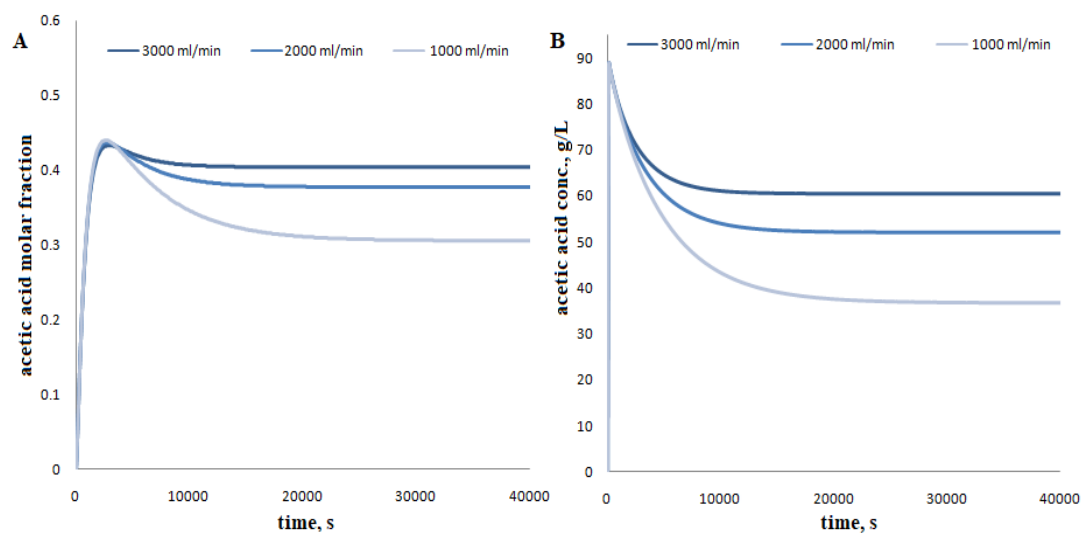 A
3000 ml/min 2000 ml/min 1000 ml/min
acetic acid molar fraction
0.6
0.5
0.4
0.3
0.2
0.1
0
0 10000 20000 30000 40000
time, s
B
3000 ml/min 2000 ml/min 1000 ml/min
acetic acid conc., g/L
90
80
70
60
50
40
30
20
10
0
0 10000 20000 30000 40000
time, s